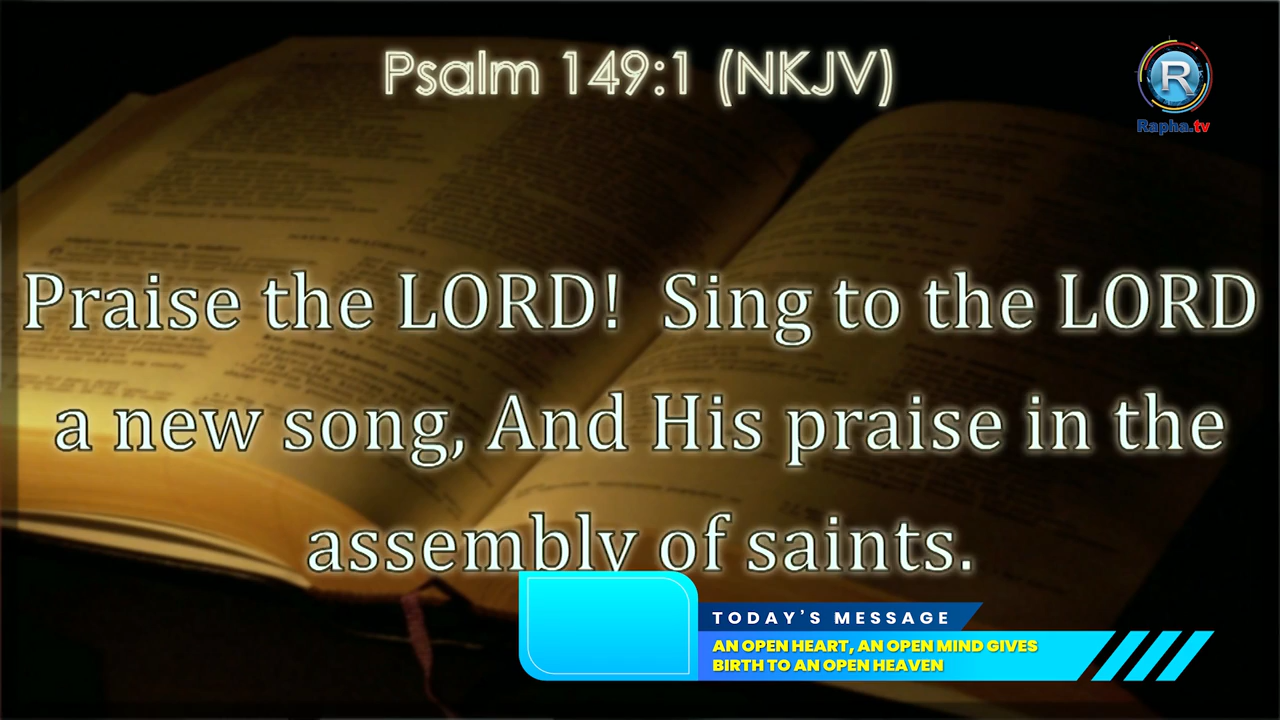 Psalm 149:1 (NKJV)
R
Rapha.tv
Praise the LORD! Sing to the LORD
a new song, And His praise in the
assembly of saints.
TODAY'S MESSAGE
AN OPEN HEART, AN OPEN MIND GIVES
BIRTH TO AN OPEN HEAVEN